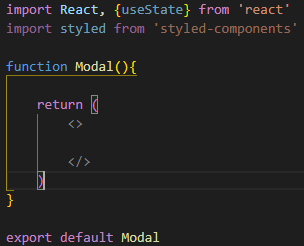 import React, {useState} from 'react'
import styled from 'styled-components'
function Modal(){
return (
<>
</>
)
}
export default Modal